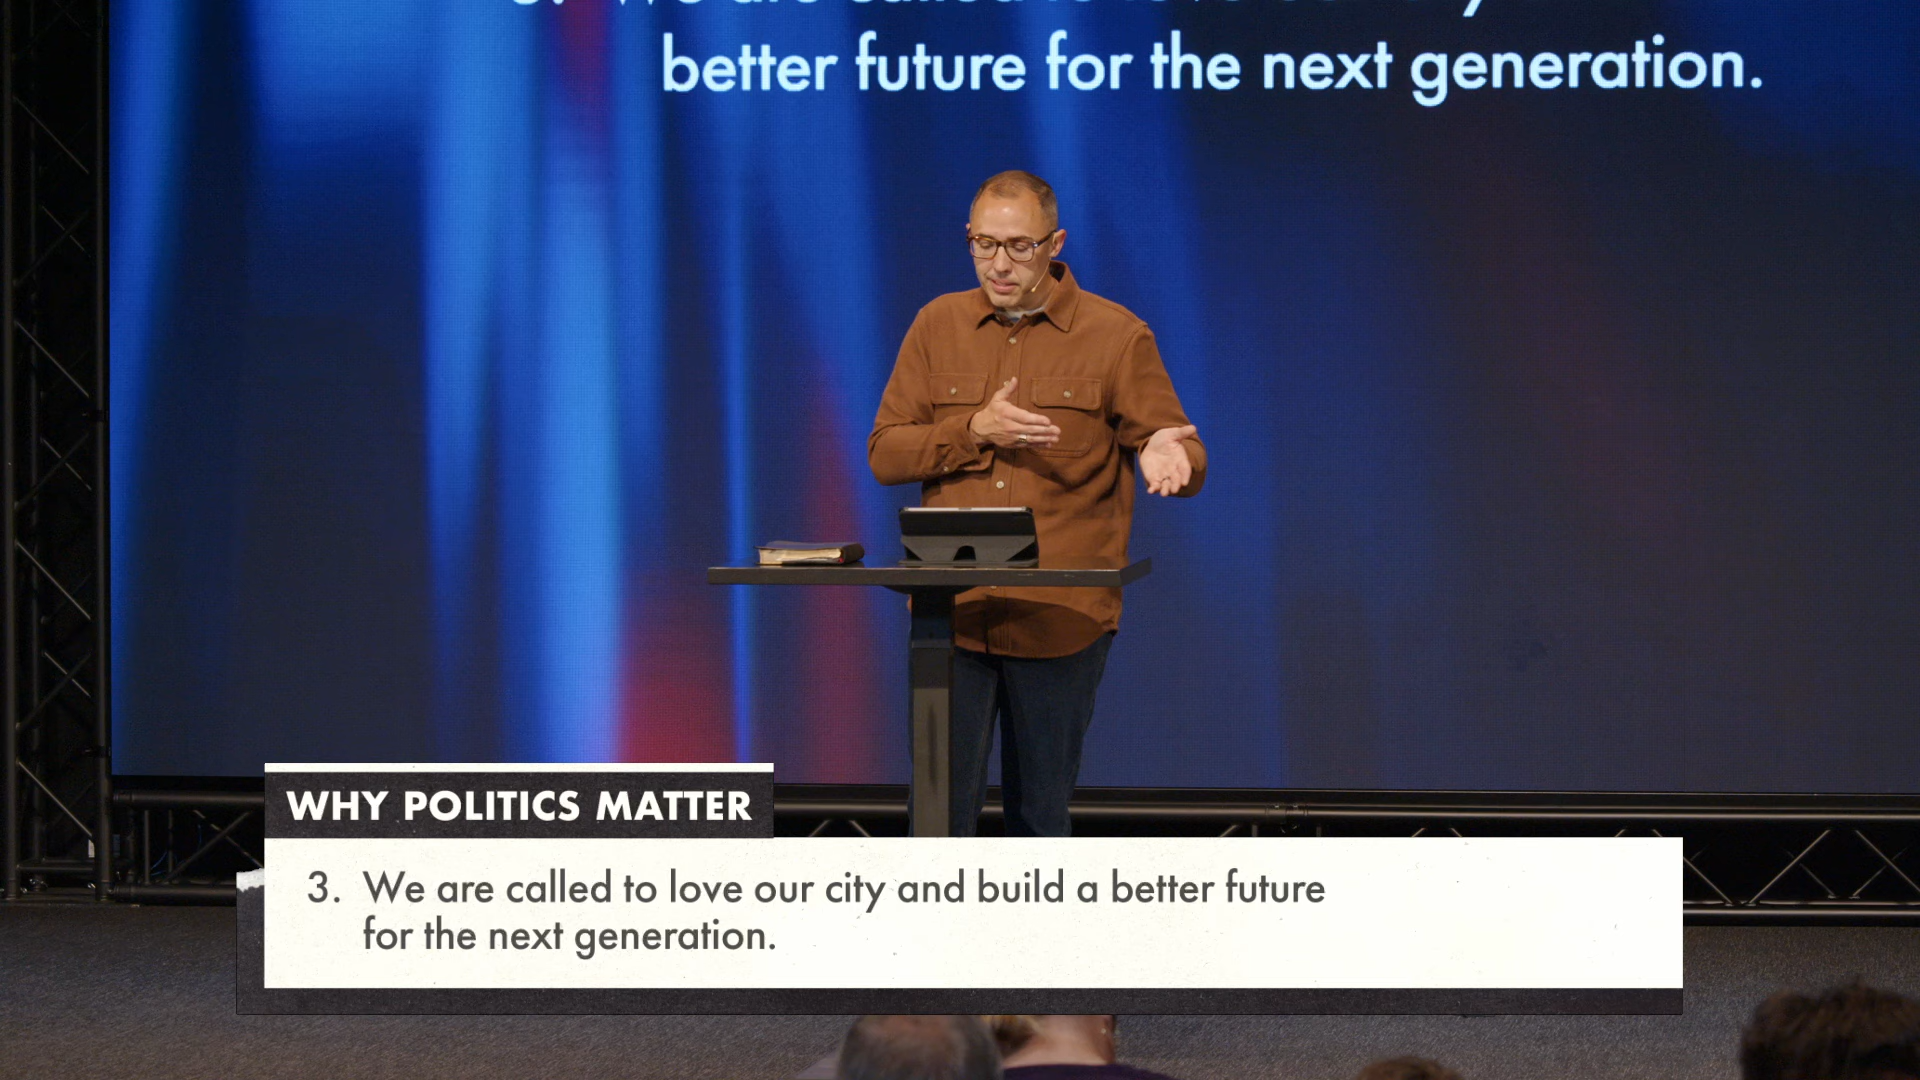 better future for the next generation.
WHY POLITICS MATTER
3. We are called to love our city and build a better future
for the next generation.